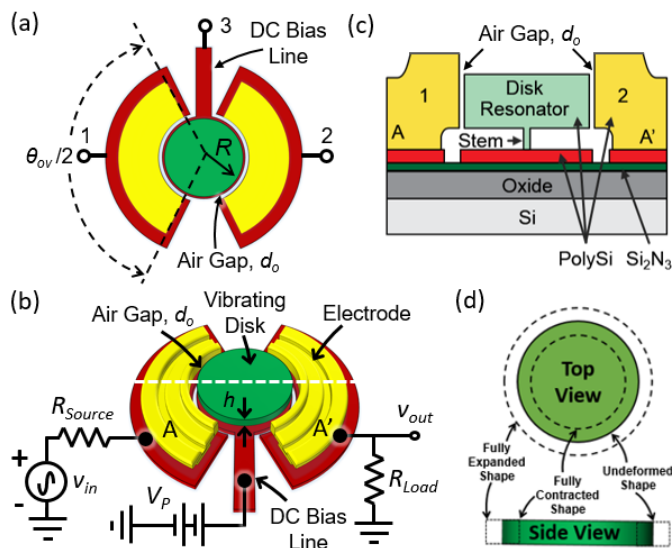 (a)
3
DC Bias
Line
1
2
θov/2
R
Air Gap, do
(b)
Air Gap, do
Vibrating
Disk
Electrode
h
A
A'
RSource
vout
vin
+
-
VP
RLoad
DC Bias
Line
(c)
Air Gap, do
1
Disk
Resonator
2
A
Stem
A'
Oxide
Si
PolySi
Si2N3
(d)
Top
View
Fully
Expanded
Shape
Fully
Contracted
Shape
Undeformed
Shape
Side View